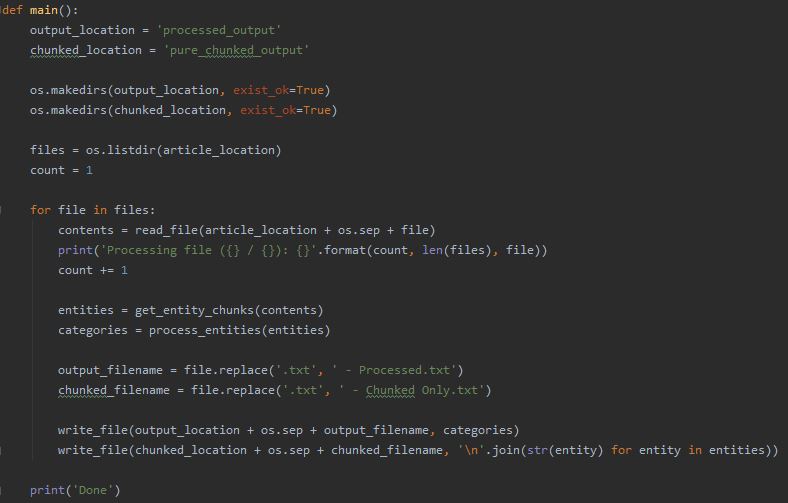 def main():
    output_location = 'processed_output'
    chunked_location = 'pure_chunked_output'
    os.makedirs(output_location, exist_ok=True)
    os.makedirs(chunked_location, exist_ok=True)
    files = os.listdir(article_location)
    count = 1
    for file in files:
        contents = read_file(article_location + os.sep + file)
        print('Processing file ({} / {}): {}'.format(count, len(files), file))
        count += 1
        entities = get_entity_chunks(contents)
        categories = process_entities(entities)
        output_filename = file.replace('.txt', ' - Processed.txt')
        chunked_filename = file.replace('.txt', ' - Chunked Only.txt')
        write_file(output_location + os.sep + output_filename, categories)
        write_file(chunked_location + os.sep + chunked_filename, '\n'.join(str(entity) for entity in entities))
    print('Done')